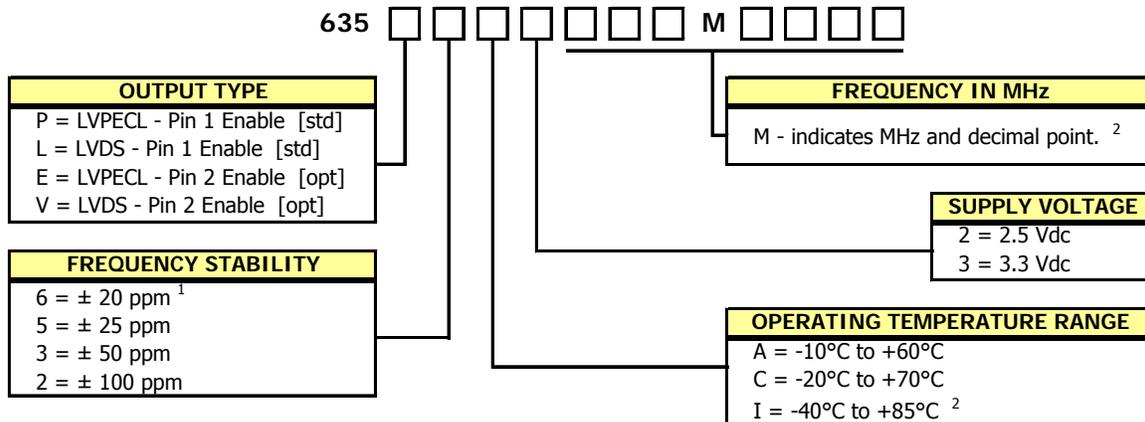 635 M
OUTPUT TYPE
P = LVPECL - Pin 1 Enable [std]
L = LVDS - Pin 1 Enable [std]
E = LVPECL - Pin 2 Enable [opt]
V = LVDS - Pin 2 Enable [opt]
FREQUENCY IN MHz
M - indicates MHz and decimal point. 2
SUPPLY VOLTAGE
2 = 2.5 Vdc
3 = 3.3 Vdc
FREQUENCY STABILITY
6 = ± 20 ppm 1
5 = ± 25 ppm
3 = ± 50 ppm
2 = ± 100 ppm
OPERATING TEMPERATURE RANGE
A = -10°C to +60°C
C = -20°C to +70°C
I = -40°C to +85°C 2